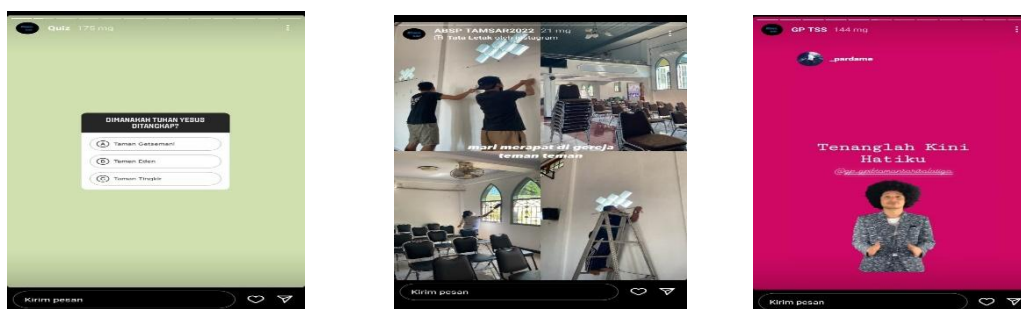 Quiz 175 mg
DIMANAKAH TUHAN YESUS
DITANGKAP?
A Taman Getsemani
B Taman Eden
C Taman Tingkir
Kirim pesan
ABSP TAMSAR2022 21 mg
Tata Letak oleh Instagram
mari merapat di gereja
teman teman
Kirim pesan
GP TSS 144 mg
_pardame
Tenanglah Kini
Hatiku
Kirim pesan